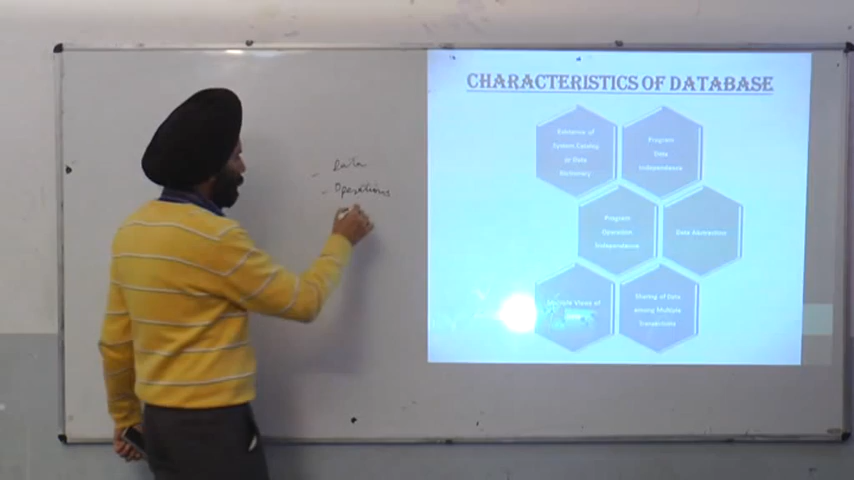 Data
- Operations
CHARACTERISTICS OF DATABASE
Existence of
System Catalog
or Data
Dictionary
Program
Data
Independence
Program
Operation
Independence
Data Abstraction
Multiple Views of
Sharing of Data
among Multiple
Transactions